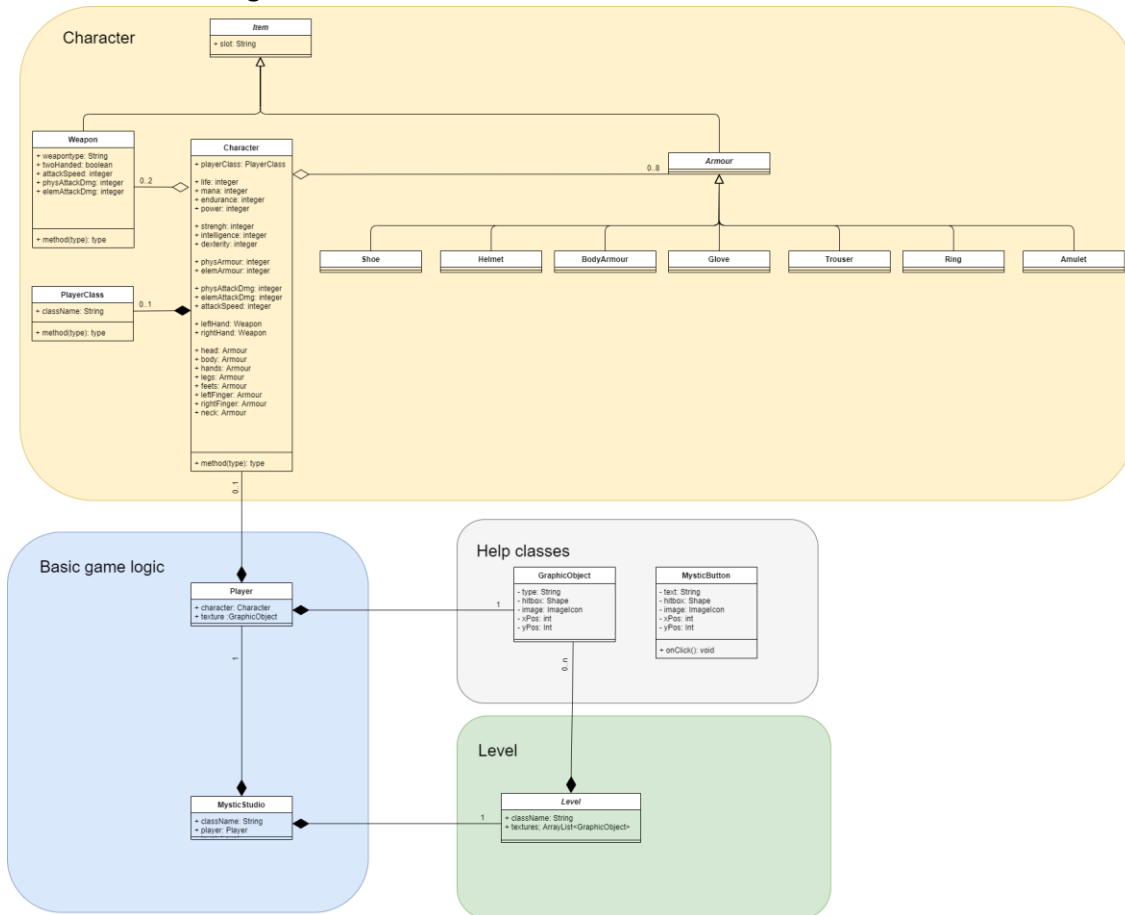 Character
Item
+ slot: String
Weapon
+ weapontype: String
+ twoHanded: boolean
+ attackSpeed: integer
+ physAttackDmg: integer
+ elemAttackDmg: integer
+ method(type): type
0..2
Character
+ playerClass: PlayerClass
+ life: integer
+ mana: integer
+ endurance: integer
+ power: integer
+ strengh: integer
+ intelligence: integer
+ dexterity: integer
+ physArmour: integer
+ elemArmour: integer
+ physAttackDmg: integer
+ elemAttackDmg: integer
+ attackSpeed: integer
+ leftHand: Weapon
+ rightHand: Weapon
+ head: Armour
+ body: Armour
+ hands: Armour
+ legs: Armour
+ feets: Armour
+ leftFinger: Armour
+ rightFinger: Armour
+ neck: Armour
+ method(type): type
0..8
Armour
Shoe
Helmet
BodyArmour
Glove
Trouser
Ring
Amulet
PlayerClass
+ className: String
+ method(type): type
0..1
0..1
Basic game logic
Player
+ character: Character
+ texture :GraphicObject
1
1
MysticStudio
+ className: String
+ player: Player
1
Help classes
GraphicObject
- type: String
- hitbox: Shape
- image: ImageIcon
- xPos: int
- yPos: Int
MysticButton
- text: String
- hitbox: Shape
- image: ImageIcon
- xPos: int
- yPos: Int
+ onClick(): void
0..n
Level
Level
+ className: String
+ textures; ArrayList<GraphicObject>